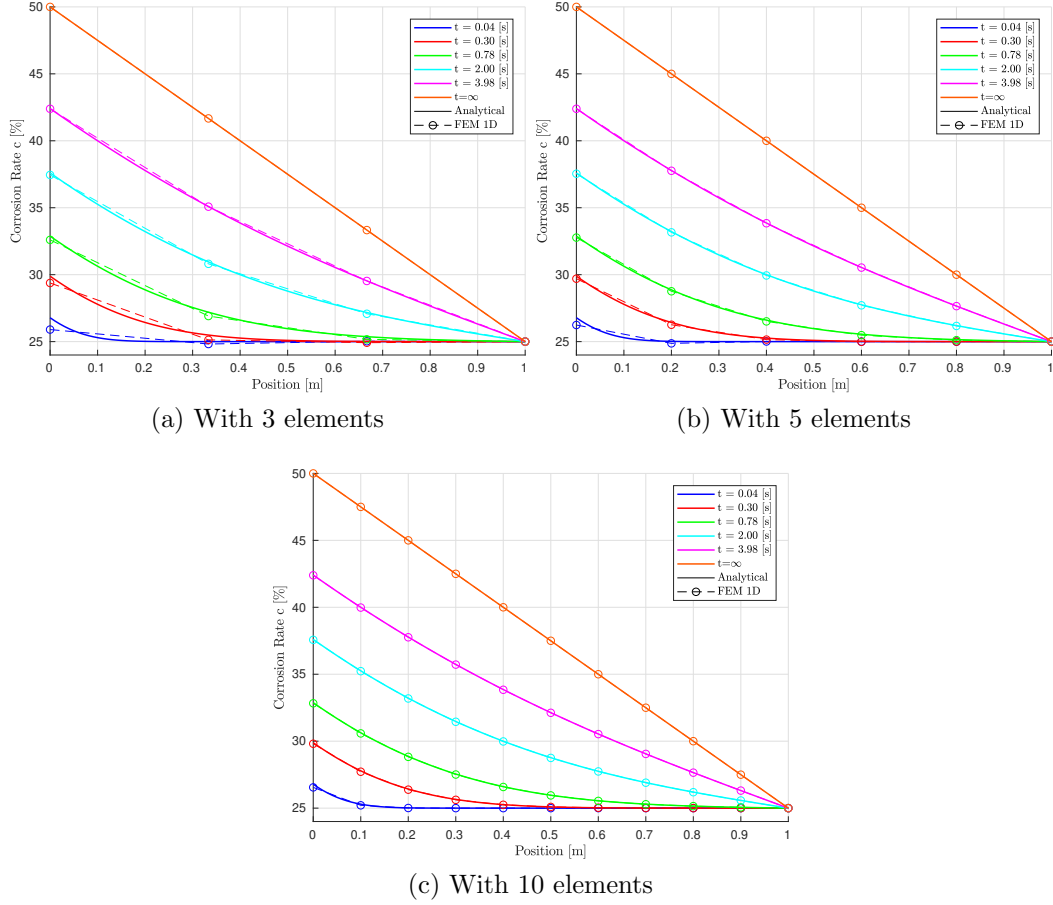 50
45
40
35
30
25
Corrosion Rate c [%]
t = 0.04 [s]
t = 0.30 [s]
t = 0.78 [s]
t = 2.00 [s]
t = 3.98 [s]
t=∞
Analytical
FEM 1D
0 0.1 0.2 0.3 0.4 0.5 0.6 0.7 0.8 0.9 1
Position [m]
(a) With 3 elements
50
45
40
35
30
25
Corrosion Rate c [%]
t = 0.04 [s]
t = 0.30 [s]
t = 0.78 [s]
t = 2.00 [s]
t = 3.98 [s]
t=∞
Analytical
FEM 1D
0 0.1 0.2 0.3 0.4 0.5 0.6 0.7 0.8 0.9 1
Position [m]
(b) With 5 elements
50
45
40
35
30
25
Corrosion Rate c [%]
t = 0.04 [s]
t = 0.30 [s]
t = 0.78 [s]
t = 2.00 [s]
t = 3.98 [s]
t=∞
Analytical
FEM 1D
0 0.1 0.2 0.3 0.4 0.5 0.6 0.7 0.8 0.9 1
Position [m]
(c) With 10 elements